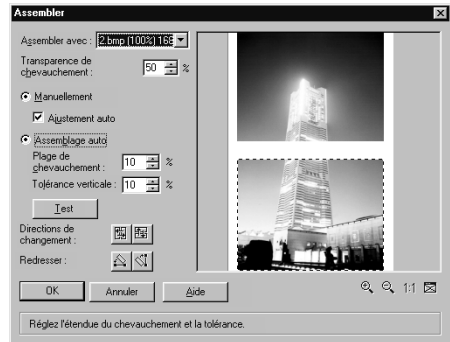 Assembler
Assembler avec : 2.bmp (100%) 168
Transparence de
chevauchement : 50 %
Manuellement
Ajustement auto
Assemblage auto
Plage de
chevauchement : 10 %
Tolérance verticale : 10 %
Test
Directions de
changement :
Redresser :
OK Annuler Aide 1:1
Réglez l'étendue du chevauchement et la tolérance.